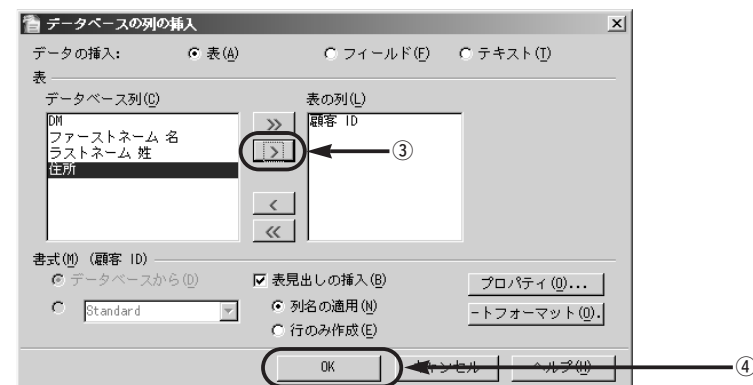 データベースの列の挿入
データの挿入: 表(A) フィールド(F) テキスト(T)
表
データベース列(C) 表の列(L)
DM
ファーストネーム 名
ラストネーム 姓
住所
>>
顧客 ID
>
③
<
<<
書式(M) (顧客 ID)
データベースから(D) 表見出しの挿入(B) プロパティ(O)...
Standard 列名の適用(N) ートフォーマット(O).
行のみ作成(E)
OK キャンセル ヘルプ(H)
④